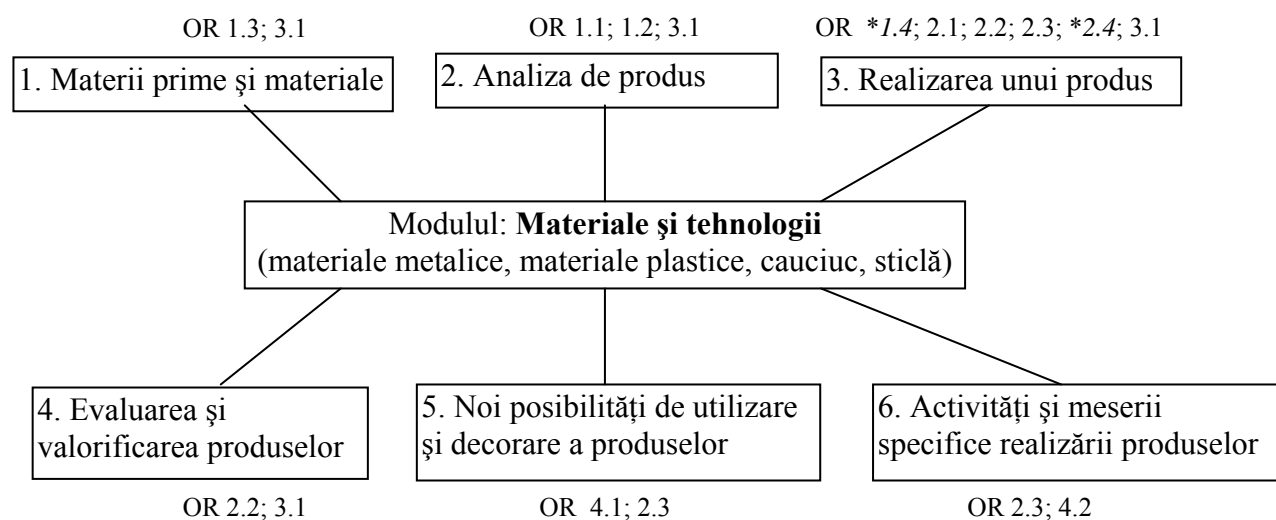 OR 1.3; 3.1
OR 1.1; 1.2; 3.1
OR *1.4; 2.1; 2.2; 2.3; *2.4; 3.1
1. Materii prime şi materiale
2. Analiza de produs
3. Realizarea unui produs
Modulul: Materiale şi tehnologii
(materiale metalice, materiale plastice, cauciuc, sticlă)
4. Evaluarea şi
valorificarea produselor
5. Noi posibilităţi de utilizare
şi decorare a produselor
6. Activităţi şi meserii
specifice realizării produselor
OR 2.2; 3.1
OR 4.1; 2.3
OR 2.3; 4.2